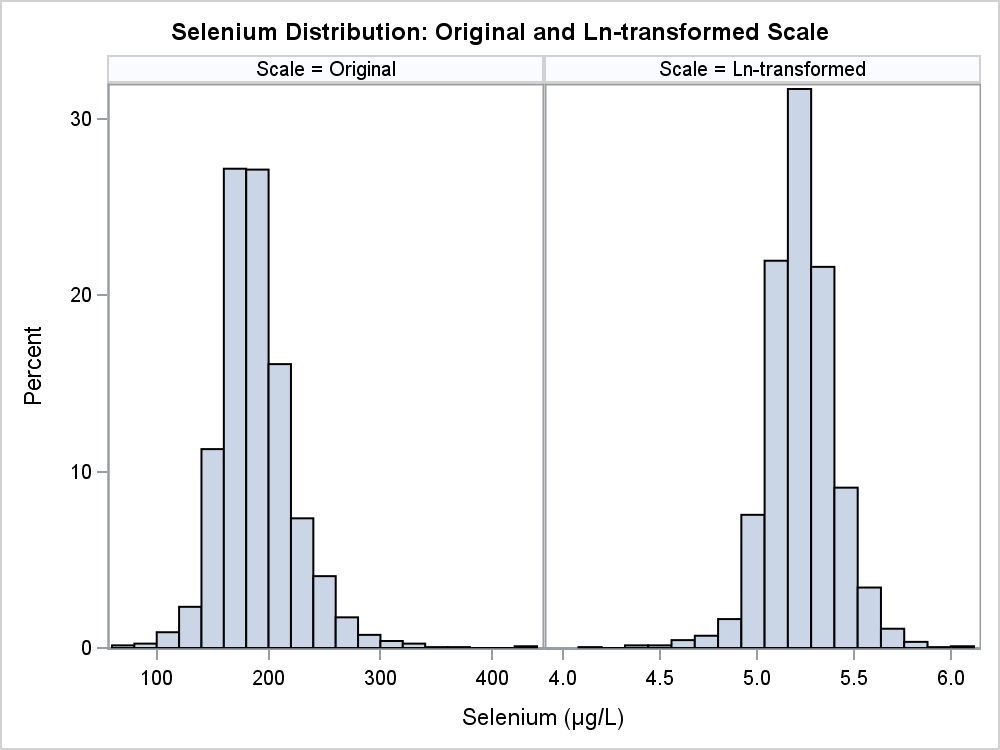 Selenium Distribution: Original and Ln-transformed Scale
Scale = Original
Scale = Ln-transformed
30
20
10
0
Percent
100 200 300 400
4.0 4.5 5.0 5.5 6.0
Selenium (µg/L)